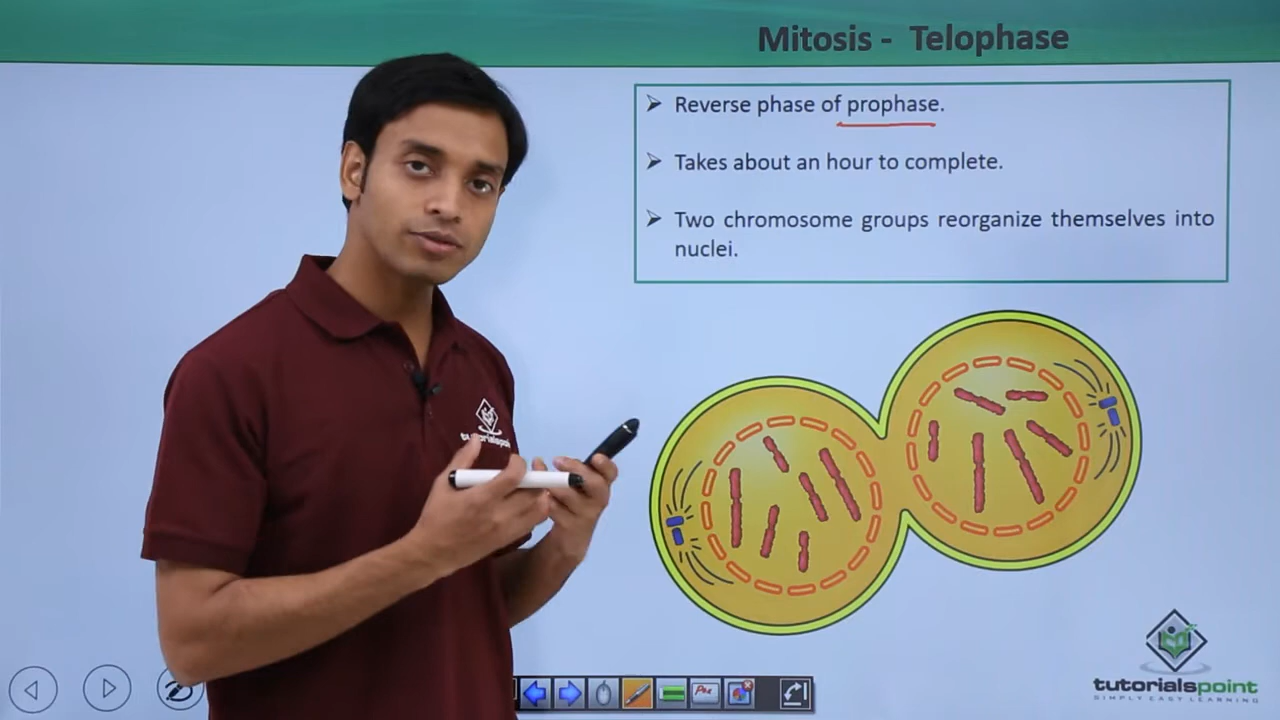 Mitosis - Telophase
➢ Reverse phase of prophase.
➢ Takes about an hour to complete.
➢ Two chromosome groups reorganize themselves into
nuclei.
tutorialspoint
tutorialspoint
SIMPLY EASY LEARNING